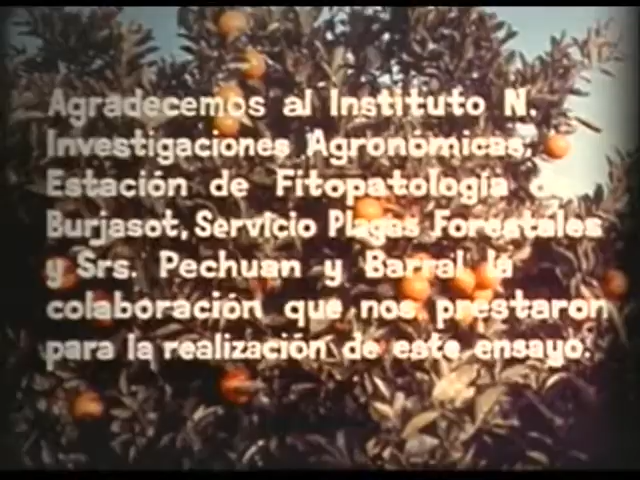 Agradecemos al Instituto N.
Investigaciones Agronómicas,
Estación de Fitopatología de
Burjasot, Servicio Plagas Forestales
y Srs. Pechuan y Barral la
colaboración que nos prestaron
para la realización de este ensayo.